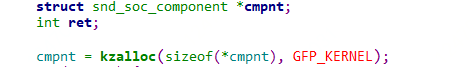 struct snd_soc_component *cmpnt;
int ret;
cmpnt = kzalloc(sizeof(*cmpnt), GFP_KERNEL);